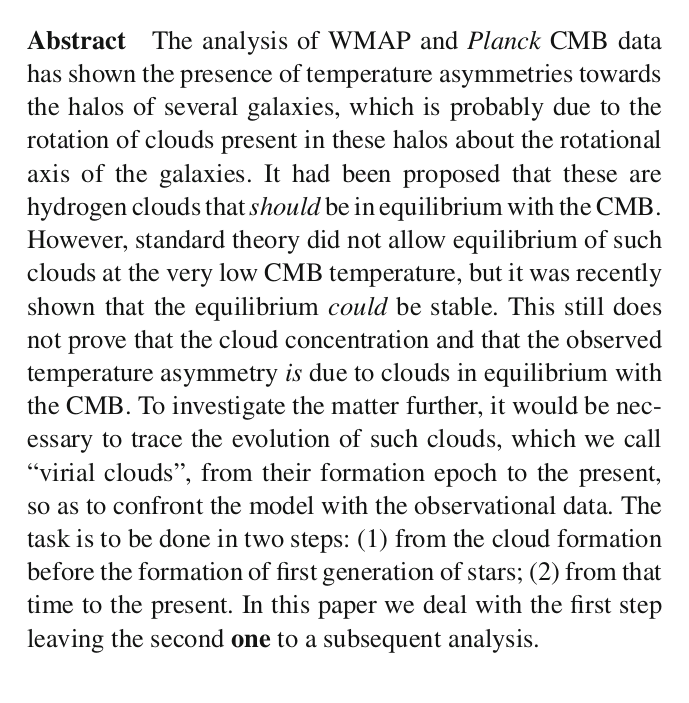 Abstract The analysis of WMAP and Planck CMB data
has shown the presence of temperature asymmetries towards
the halos of several galaxies, which is probably due to the
rotation of clouds present in these halos about the rotational
axis of the galaxies. It had been proposed that these are
hydrogen clouds that should be in equilibrium with the CMB.
However, standard theory did not allow equilibrium of such
clouds at the very low CMB temperature, but it was recently
shown that the equilibrium could be stable. This still does
not prove that the cloud concentration and that the observed
temperature asymmetry is due to clouds in equilibrium with
the CMB. To investigate the matter further, it would be nec-
essary to trace the evolution of such clouds, which we call
“virial clouds”, from their formation epoch to the present,
so as to confront the model with the observational data. The
task is to be done in two steps: (1) from the cloud formation
before the formation of first generation of stars; (2) from that
time to the present. In this paper we deal with the first step
leaving the second one to a subsequent analysis.